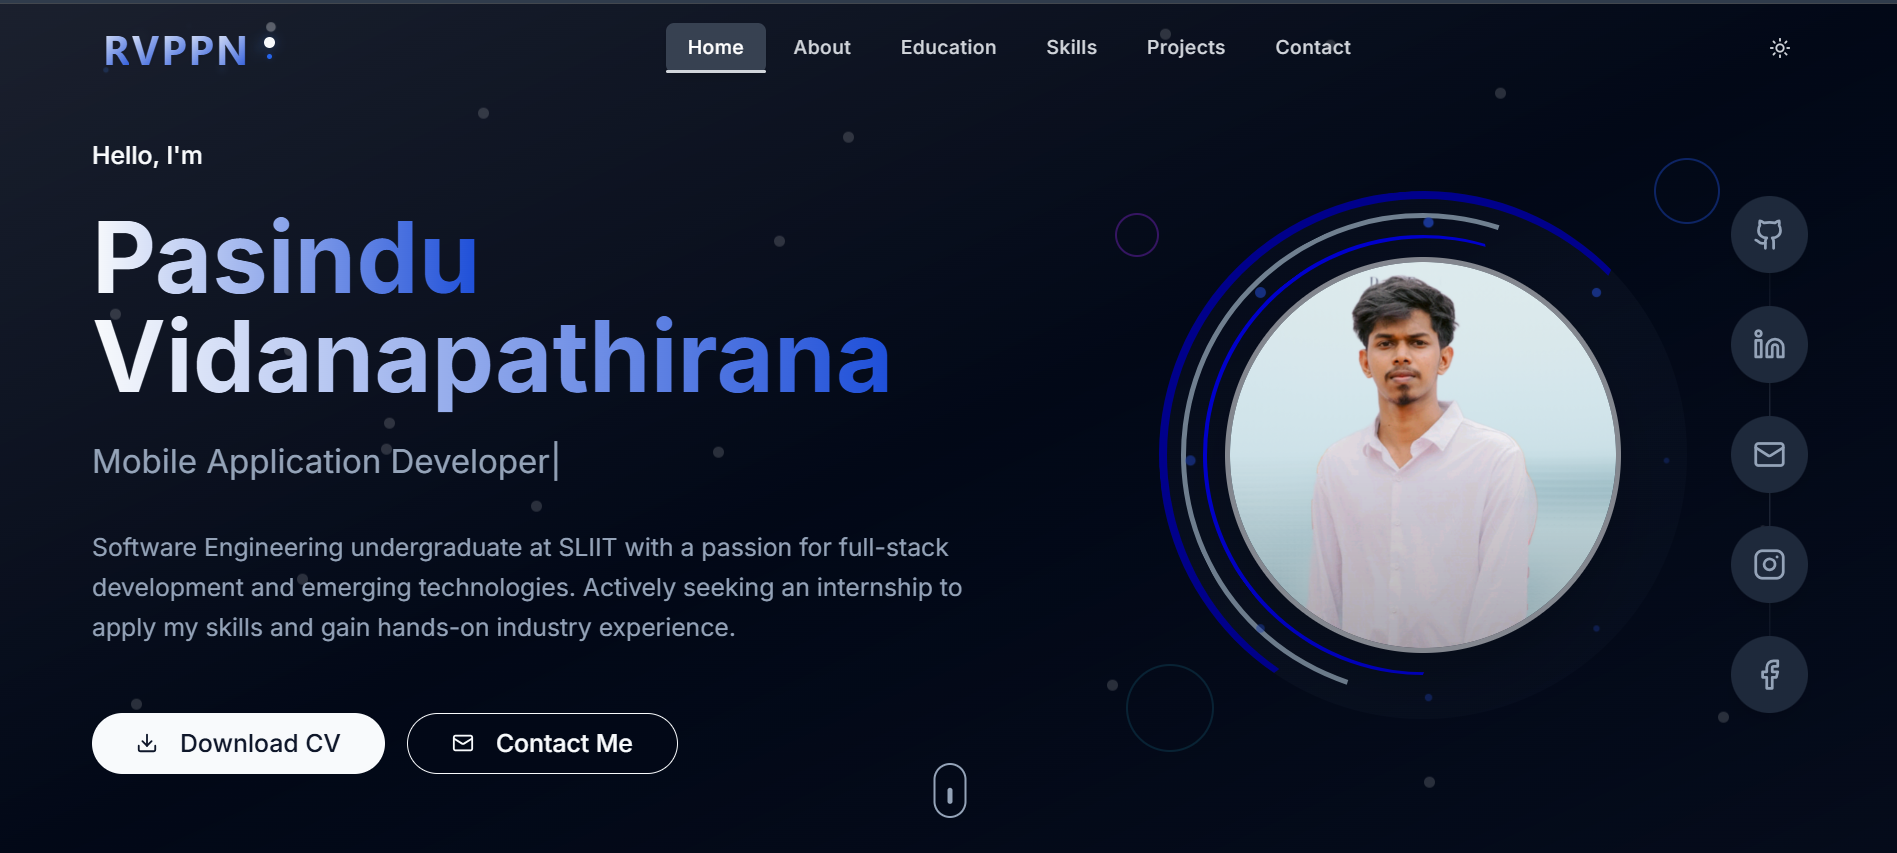 RVPPN
Home
About
Education
Skills
Projects
Contact
Hello, I'm
Pasindu
Vidanapathirana
Mobile Application Developer|
Software Engineering undergraduate at SLIIT with a passion for full-stack
development and emerging technologies. Actively seeking an internship to
apply my skills and gain hands-on industry experience.
Download CV
Contact Me